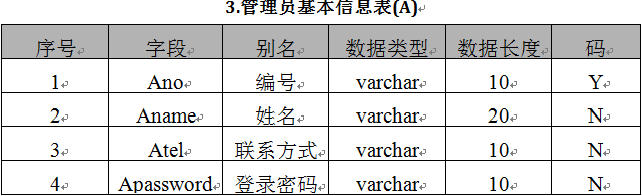 3.管理员基本信息表(A)
序号 字段 别名 数据类型 数据长度 码
1 Ano 编号 varchar 10 Y
2 Aname 姓名 varchar 20 N
3 Atel 联系方式 varchar 10 N
4 Apassword 登录密码 varchar 10 N